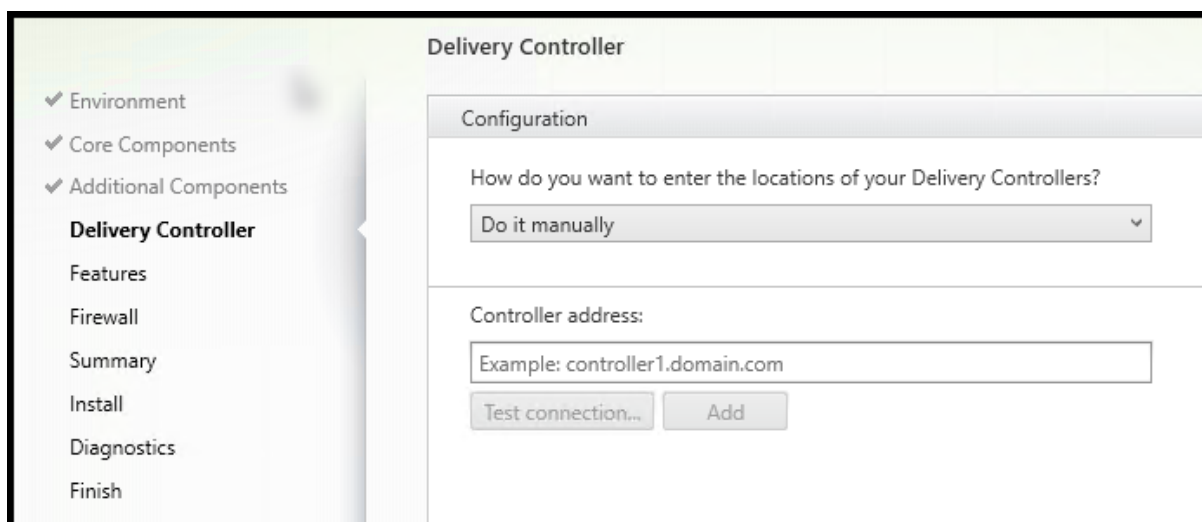 Delivery Controller
Environment
Core Components
Additional Components
Delivery Controller
Features
Firewall
Summary
Install
Diagnostics
Finish
Configuration
How do you want to enter the locations of your Delivery Controllers?
Do it manually
Controller address:
Example: controller1.domain.com
Test connection...
Add